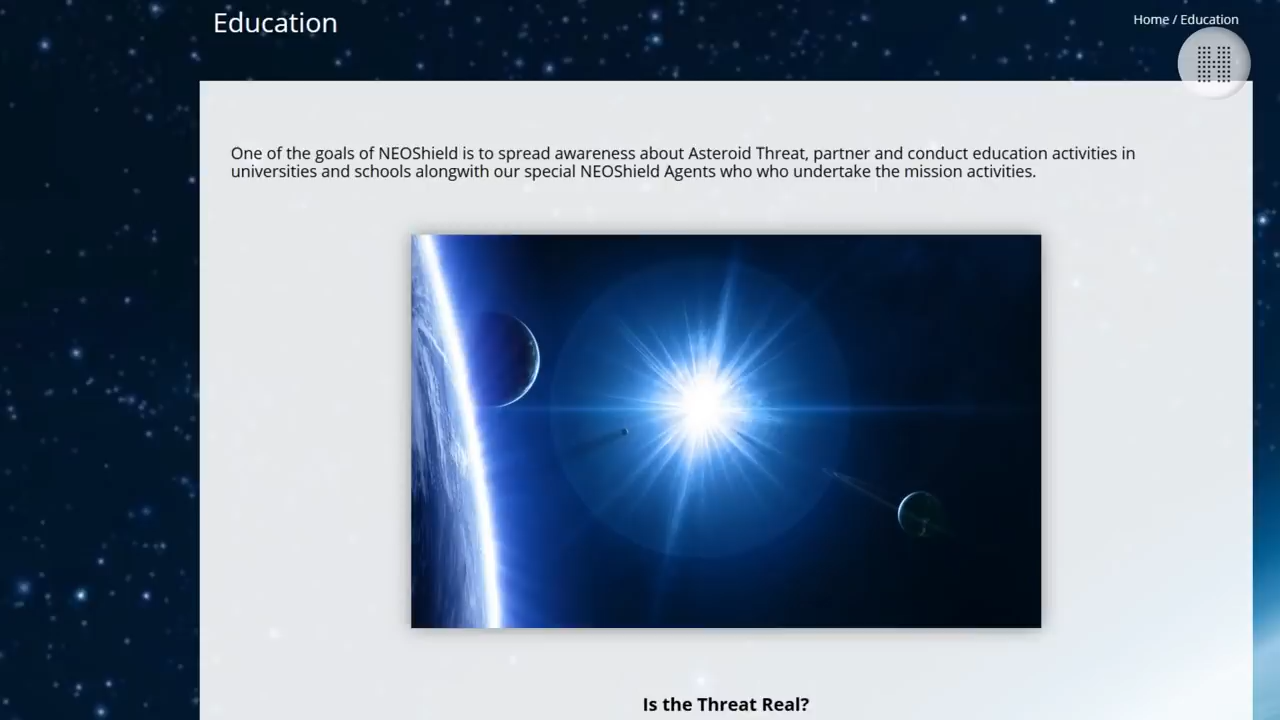 Education
Home / Education
H
One of the goals of NEOShield is to spread awareness about Asteroid Threat, partner and conduct education activities in
universities and schools alongwith our special NEOShield Agents who who undertake the mission activities.
Is the Threat Real?